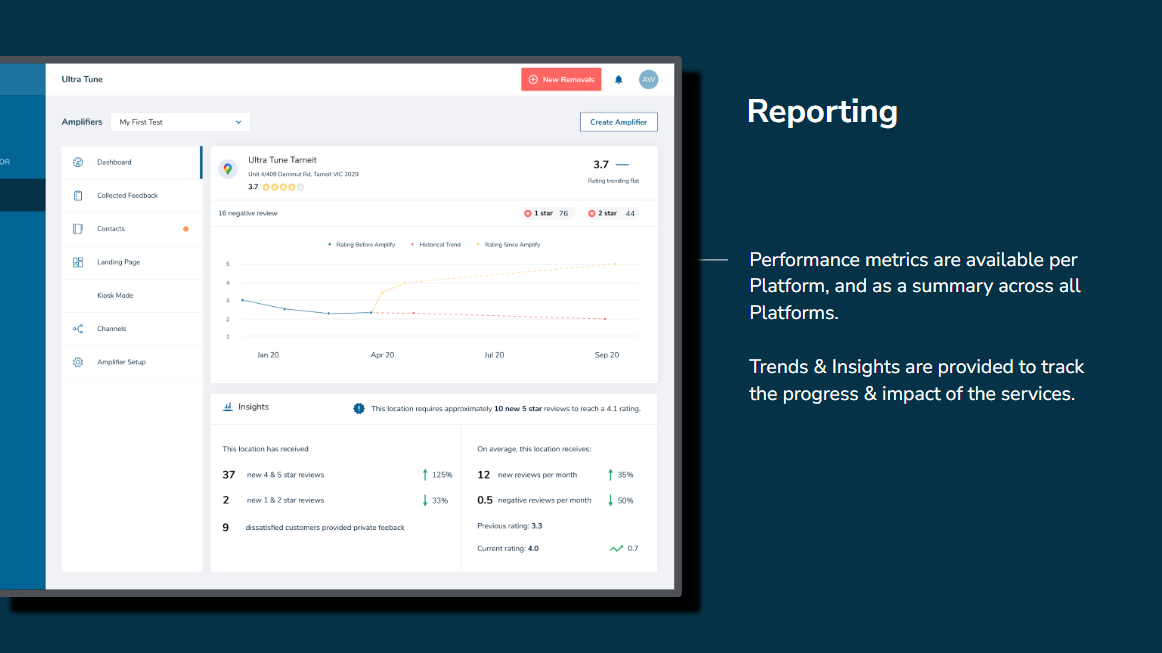 Ultra Tune
New Removals
AW
Amplifiers
My First Test
Create Amplifier
OR
Dashboard
Collected Feedback
Contacts
Landing Page
Kiosk Mode
Channels
Amplifier Setup
Ultra Tune Tarneit
Unit 4/409 Derrimut Rd, Tarneit VIC 3029
3.7
3.7
Rating trending flat
16 negative review
1 star 76
2 star 44
Rating Before Amplify
Historical Trend
Rating Since Amplify
5
4
3
2
1
Jan 20
Apr 20
Jul 20
Sep 20
Insights
This location requires approximately 10 new 5 star reviews to reach a 4.1 rating.
This location has received
37 new 4 & 5 star reviews 125%
2 new 1 & 2 star reviews 33%
9 dissatisfied customers provided private feeback
On average, this location receives:
12 new reviews per month 35%
0.5 negative reviews per month 50%
Previous rating: 3.3
Current rating: 4.0 0.7
Reporting
Performance metrics are available per
Platform, and as a summary across all
Platforms.
Trends & Insights are provided to track
the progress & impact of the services.